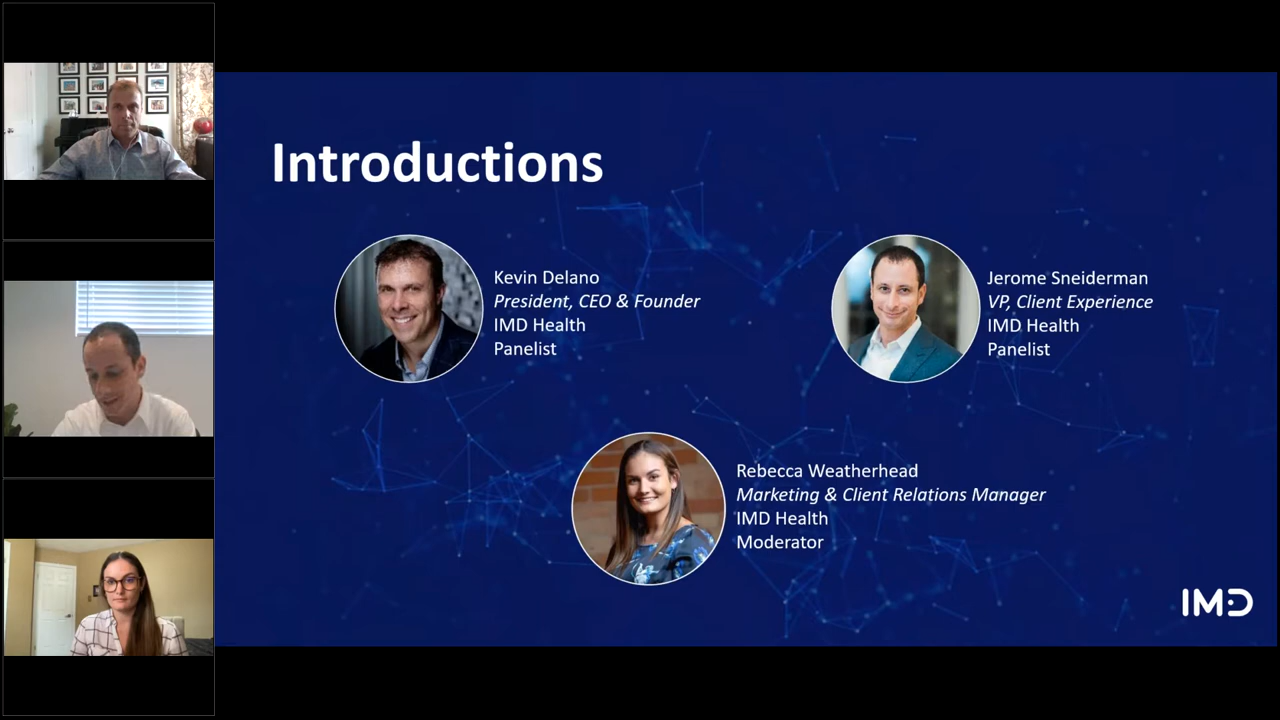 Introductions
Kevin Delano
President, CEO & Founder
IMD Health
Panelist
Jerome Sneiderman
VP, Client Experience
IMD Health
Panelist
Rebecca Weatherhead
Marketing & Client Relations Manager
IMD Health
Moderator
IMD